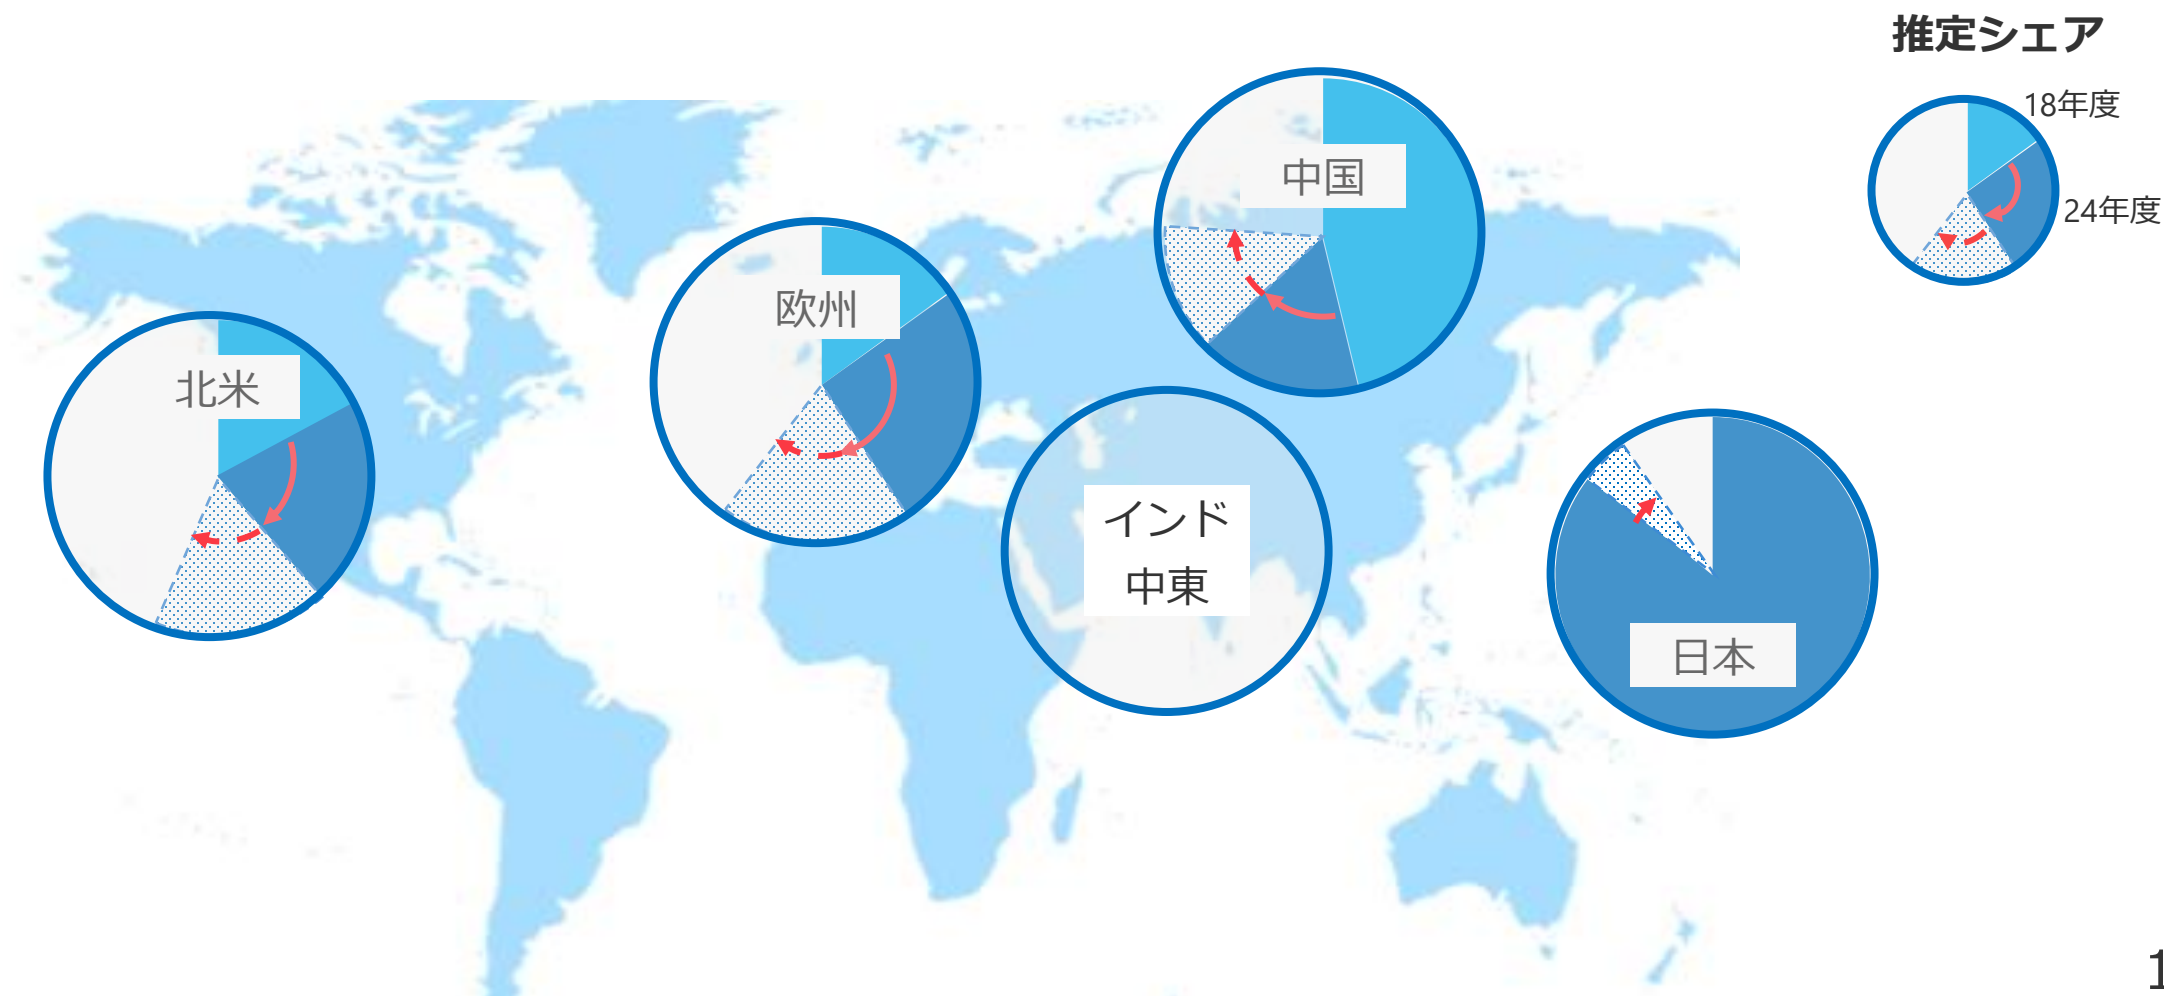 推定シェア
18年度
24年度
中国
欧州
北米
インド
中東
日本
1